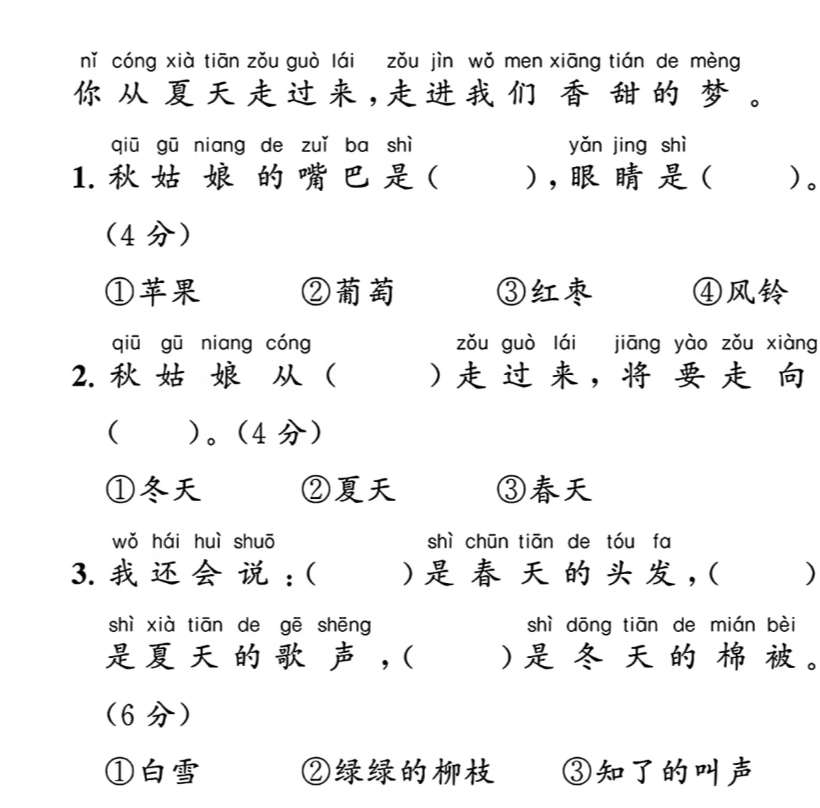 nǐ cóng xià tiān zǒu guò lái zǒu jìn wǒ men xiāng tián de mèng
你从夏天走过来,走进我们香甜的梦。
qiū gū niang de zuǐ ba shì yǎn jing shì
1. 秋姑娘的嘴巴是( ),眼睛是( )。
(4分)
①苹果 ②葡萄 ③红枣 ④风铃
qiū gū niang cóng zǒu guò lái jiāng yào zǒu xiàng
2. 秋姑娘从( )走过来,将要走向
( )。(4分)
①冬天 ②夏天 ③春天
wǒ hái huì shuō shì chūn tiān de tóu fa
3. 我还会说:( )是春天的头发,( )
shì xià tiān de gē shēng shì dōng tiān de mián bèi
是夏天的歌声,( )是冬天的棉被。
(6分)
①白雪 ②绿绿的柳枝 ③知了的叫声